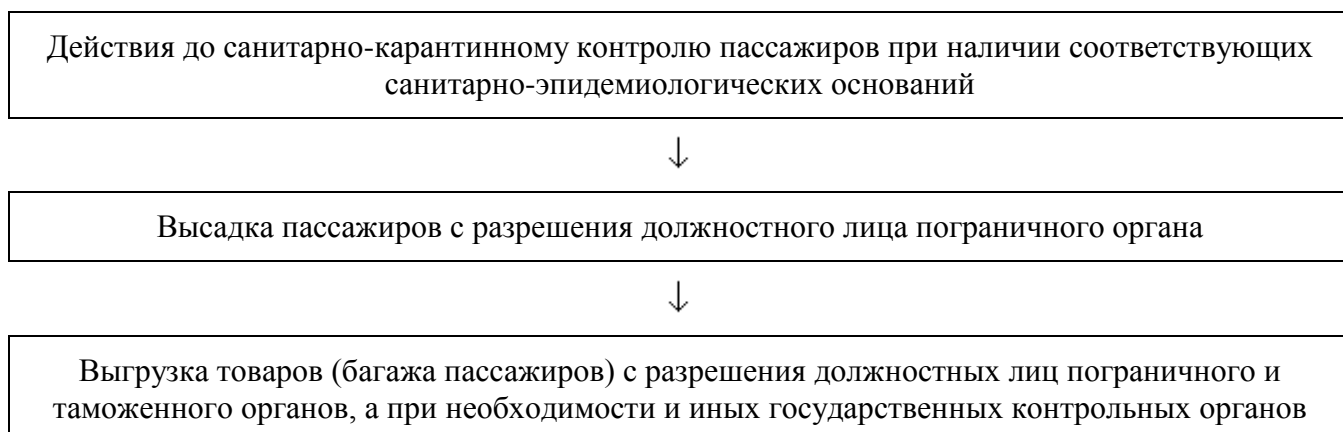 Действия до санитарно-карантинному контролю пассажиров при наличии соответствующих
санитарно-эпидемиологических оснований
↓
Высадка пассажиров с разрешения должностного лица пограничного органа
↓
Выгрузка товаров (багажа пассажиров) с разрешения должностных лиц пограничного и
таможенного органов, а при необходимости и иных государственных контрольных органов